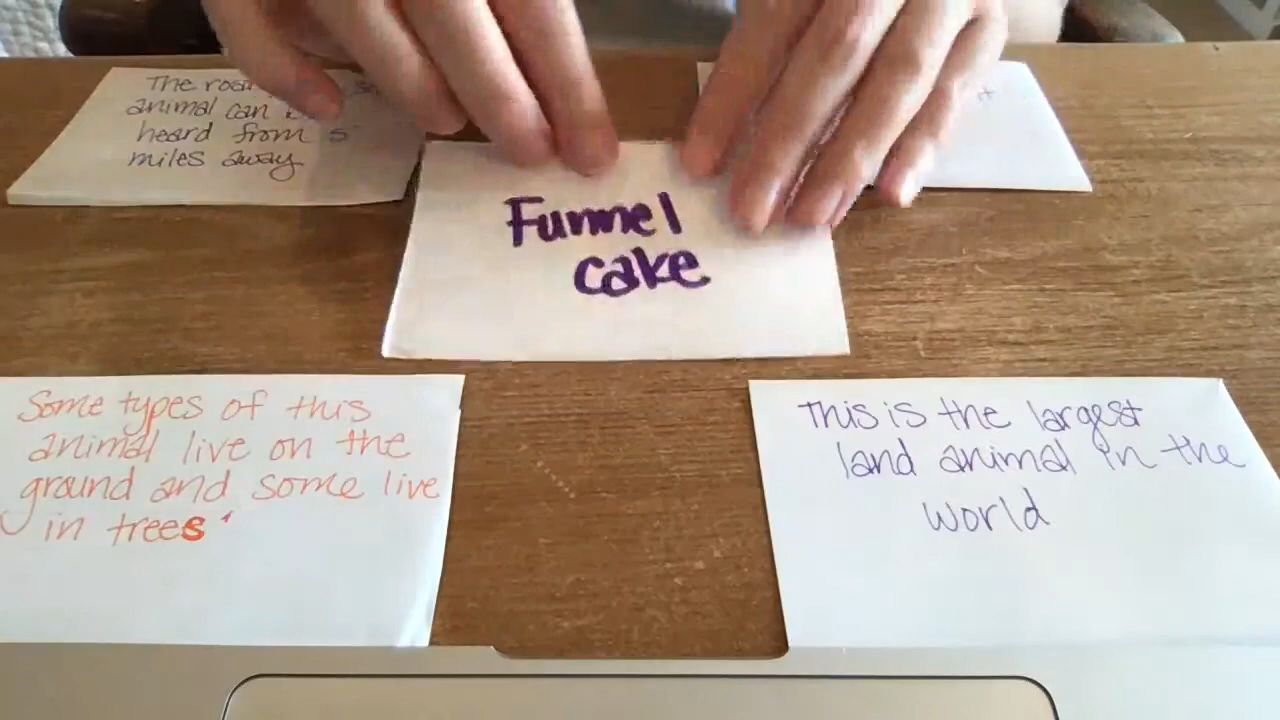 The
animal can
heard from 5
miles away
Funnel
cake
Some types of this
animal live on the
ground and some live
in trees
This is the largest
land animal in the
world